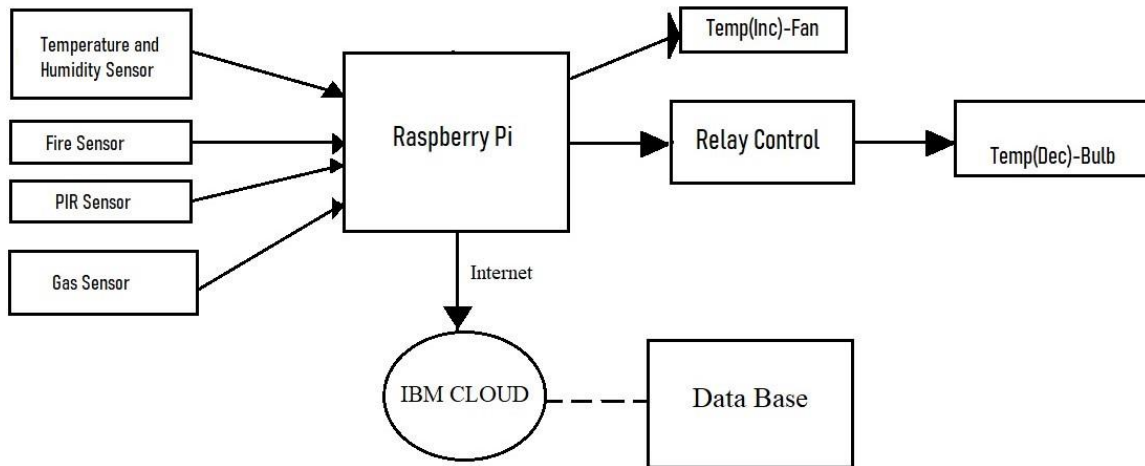 Temperature and
Humidity Sensor
Fire Sensor
PIR Sensor
Gas Sensor
Raspberry Pi
Temp(Inc)-Fan
Relay Control
Temp(Dec)-Bulb
Internet
IBM CLOUD
Data Base